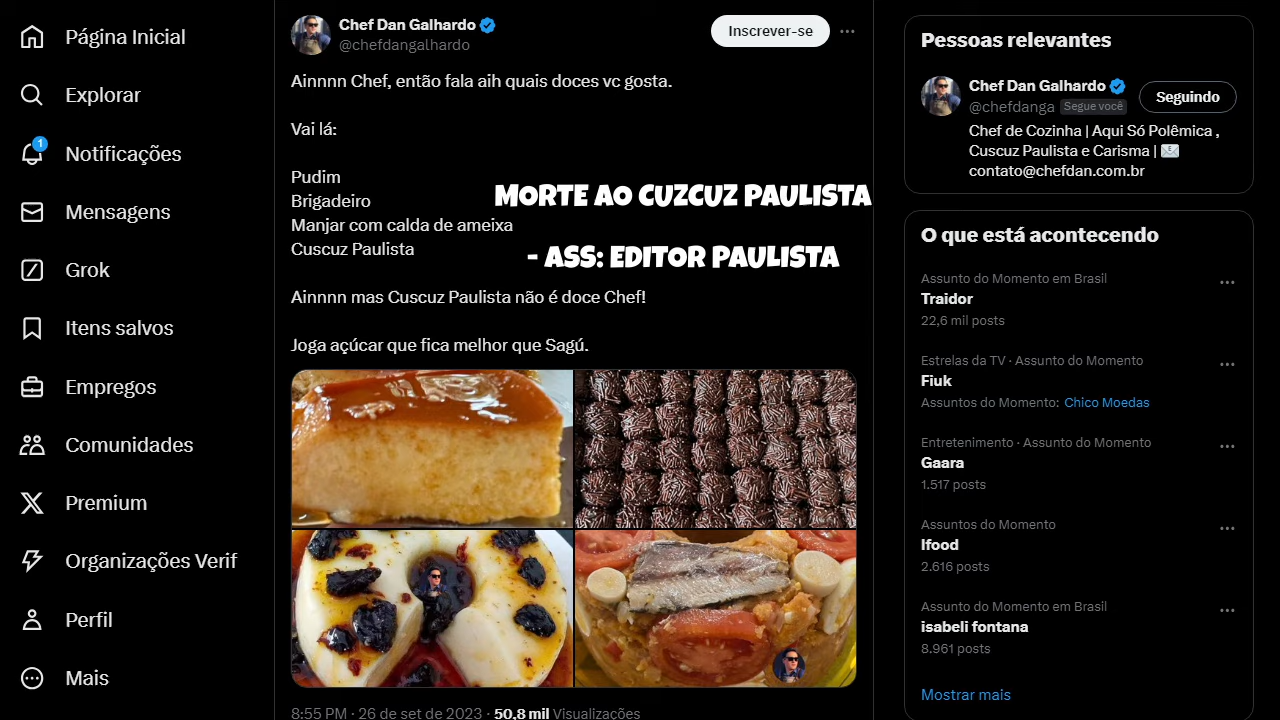 Página Inicial
Explorar
1
Notificações
Mensagens
Grok
Itens salvos
Empregos
Comunidades
Premium
Organizações Verif
Perfil
Mais
Chef Dan Galhardo
@chefdangalhardo
Inscrever-se
Ainnnn Chef, então fala aih quais doces vc gosta.
Vai lá:
Pudim
Brigadeiro
Manjar com calda de ameixa
Cuscuz Paulista
MORTE AO CUZCUZ PAULISTA
- ASS: EDITOR PAULISTA
Ainnnn mas Cuscuz Paulista não é doce Chef!
Joga açúcar que fica melhor que Sagú.
8:55 PM · 26 de set de 2023 · 50,8 mil Visualizações
Pessoas relevantes
Chef Dan Galhardo
@chefdanga Segue você
Seguindo
Chef de Cozinha | Aqui Só Polêmica ,
Cuscuz Paulista e Carisma | 📧
contato@chefdan.com.br
O que está acontecendo
Assunto do Momento em Brasil
Traidor
22,6 mil posts
Estrelas da TV · Assunto do Momento
Fiuk
Assuntos do Momento: Chico Moedas
Entretenimento · Assunto do Momento
Gaara
1.517 posts
Assuntos do Momento
Ifood
2.616 posts
Assunto do Momento em Brasil
isabeli fontana
8.961 posts
Mostrar mais